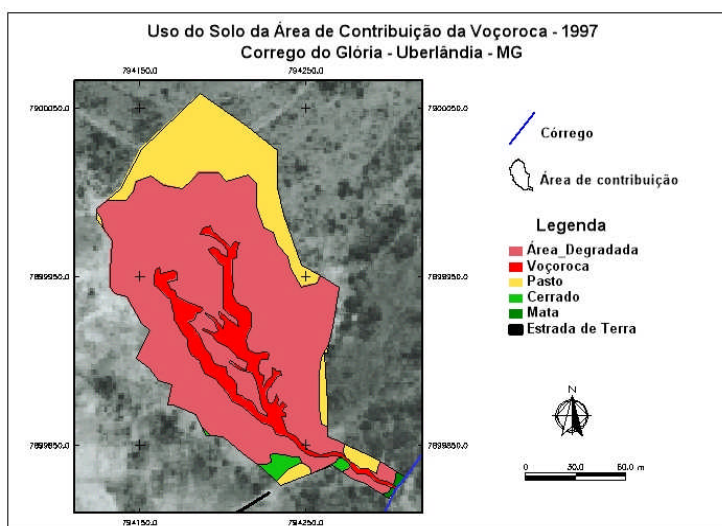 Uso do Solo da Área de Contribuição da Voçoroca - 1997
Corrego do Glória - Uberlândia - MG
794150.0 794250.0
7900050.0 7900050.0
Córrego
Área de contribuição
Legenda
Área_Degradada
7899950.0 7899950.0
Voçoroca
Pasto
Cerrado
Mata
Estrada de Terra
N
7899850.0 7899850.0
0 30.0 60.0 m
794150.0 794250.0